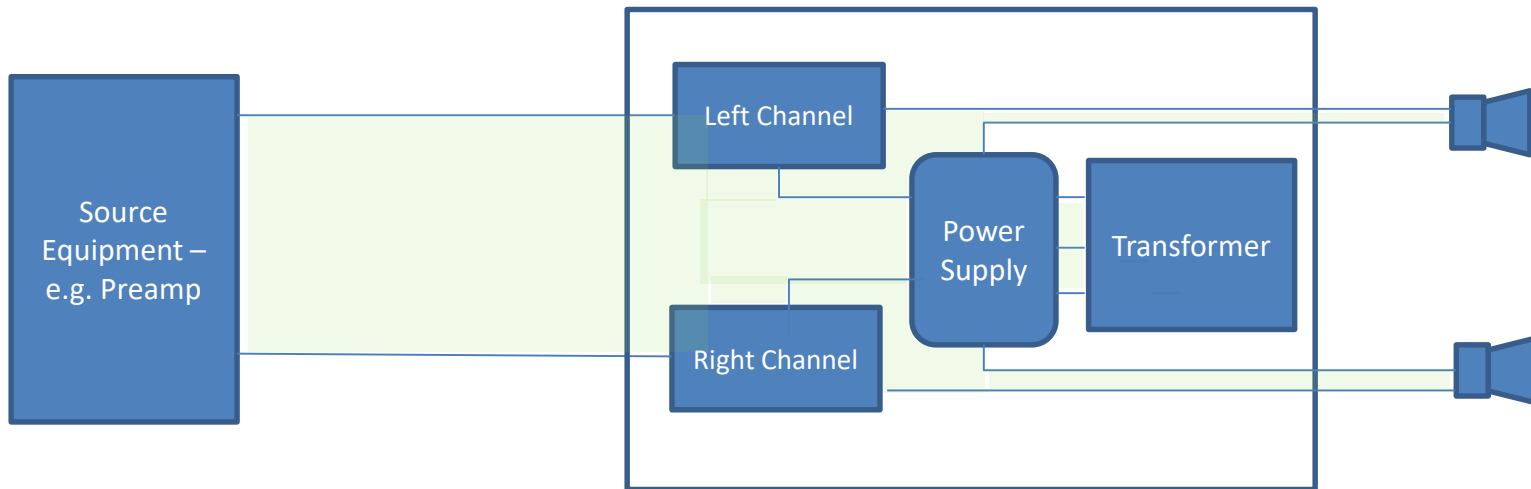 Source
Equipment –
e.g. Preamp
Left Channel
Right Channel
Power
Supply
Transformer